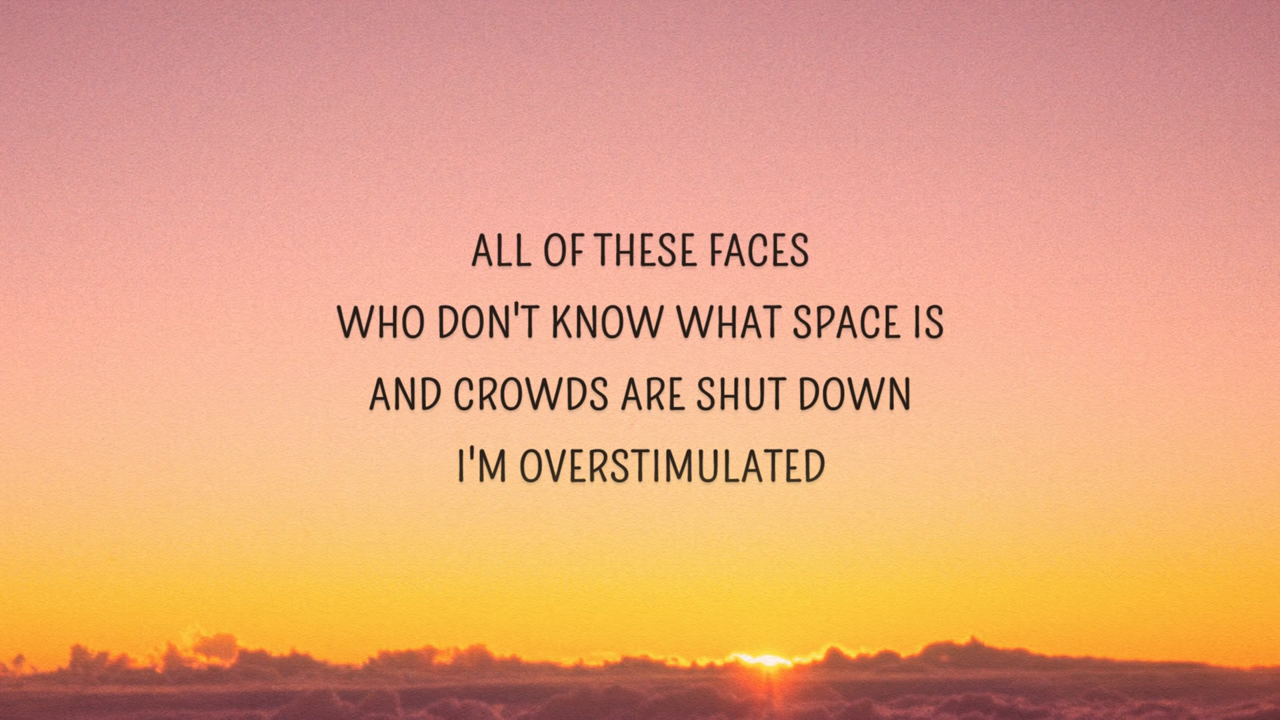 ALL OF THESE FACES
WHO DON'T KNOW WHAT SPACE IS
AND CROWDS ARE SHUT DOWN
I'M OVERSTIMULATED